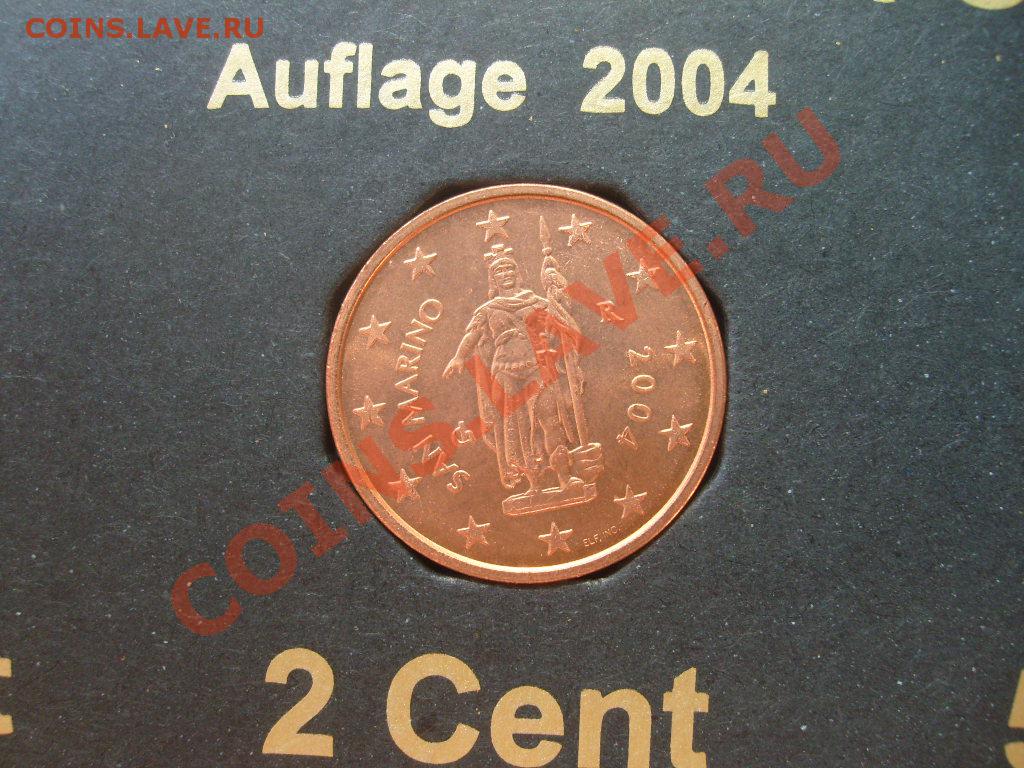 COINS.LAVE.RU
Auflage 2004
SAN MARINO
R
2004
ELF. INC.
COINS.LAVE.RU
2 Cent